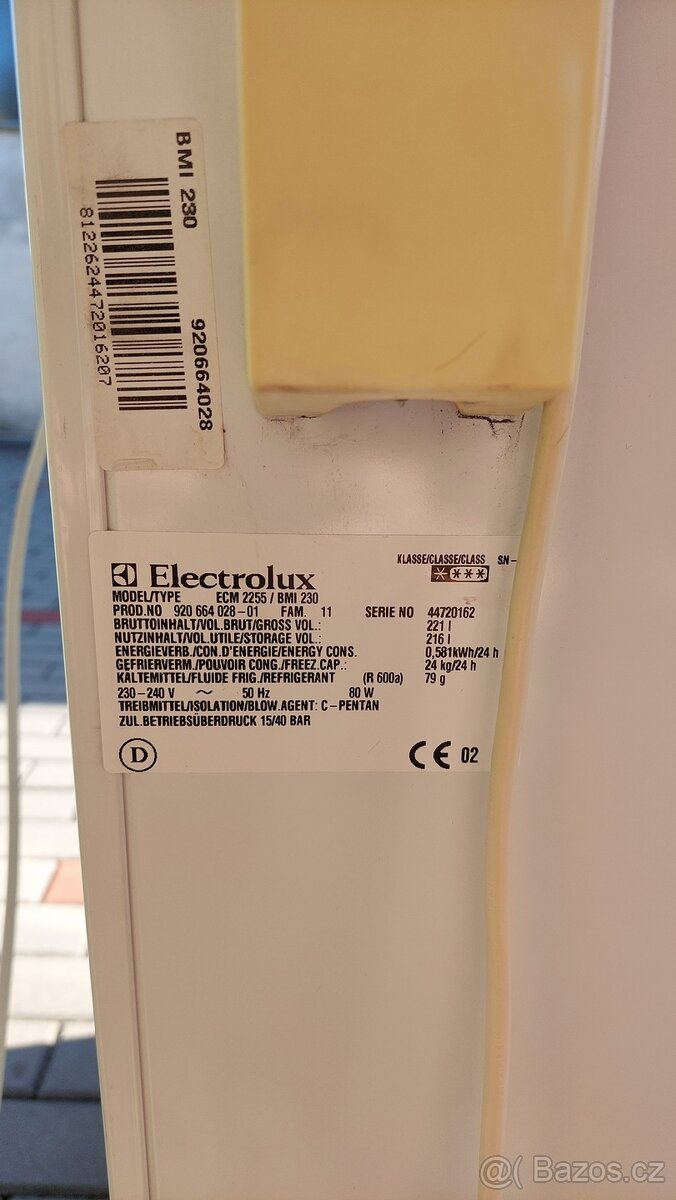 BMI 230
920664028
8122624472016207
Electrolux
KLASSE/CLASSE/CLASS SN-
MODEL/TYPE ECM 2255 / BMI 230
PROD.NO 920 664 028-01 FAM. 11 SERIE NO 44720162
BRUTTOINHALT/VOL.BRUT/GROSS VOL.: 221 l
NUTZINHALT/VOL.UTILE/STORAGE VOL.: 216 l
ENERGIEVERB./CON.D'ENERGIE/ENERGY CONS. 0,581kWh/24 h
GEFRIERVERM./POUVOIR CONG./FREEZ.CAP.: 24 kg/24 h
KÄLTEMITTEL/FLUIDE FRIG./REFRIGERANT (R 600a) 79 g
230-240 V ~ 50 Hz 80 W
TREIBMITTEL/ISOLATION/BLOW.AGENT: C-PENTAN
ZUL.BETRIEBSÜBERDRUCK 15/40 BAR
D
CE 02
@( Bazos.cz